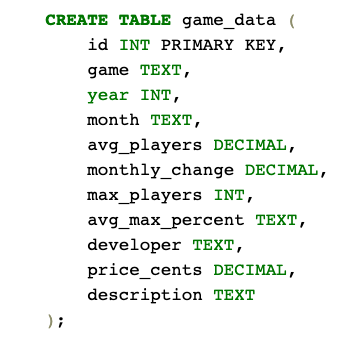 CREATE TABLE game_data (
    id INT PRIMARY KEY,
    game TEXT,
    year INT,
    month TEXT,
    avg_players DECIMAL,
    monthly_change DECIMAL,
    max_players INT,
    avg_max_percent TEXT,
    developer TEXT,
    price_cents DECIMAL,
    description TEXT
);